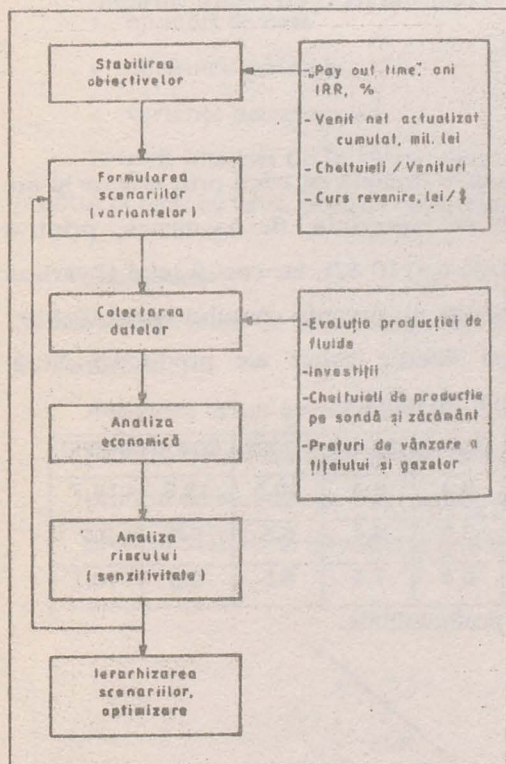 Stabilirea
obiectivelor
„Pay out time”, ani
IRR, %
-Venit net actualizat
cumulat, mil. lei
-Cheltuieli / Venituri
-Curs revenire, lei/$
Formularea
scenariilor
(variantelor)
Colectarea
datelor
-Evoluția producției de
fluide
-Investiții
-Cheltuieli de producție
pe sondă și zăcământ
-Prețuri de vânzare a
țițelului si gazelor
Analiza
economică
Analiza
riscului
(senzitivitate)
Ierarhizarea
scenariilor,
optimizare